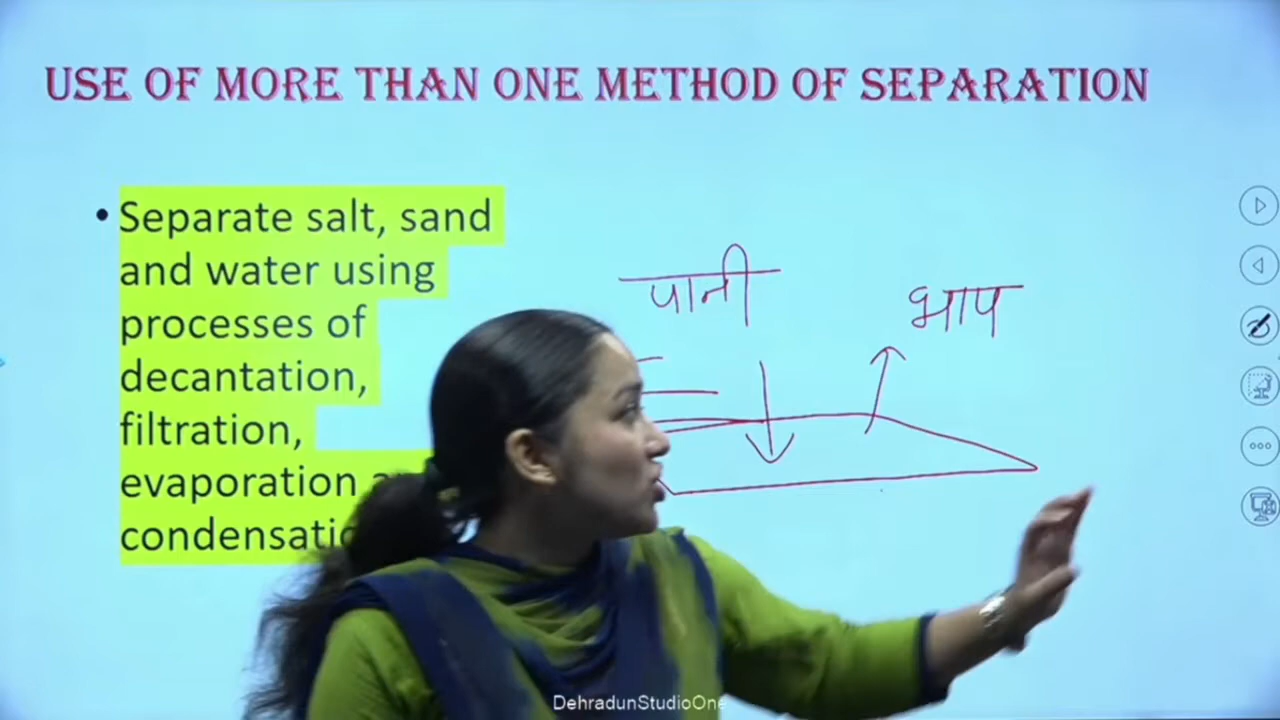 USE OF MORE THAN ONE METHOD OF SEPARATION
• Separate salt, sand
and water using
processes of
decantation,
filtration,
evaporation
condensatio
पानी
भाप
DehradunStudioOne